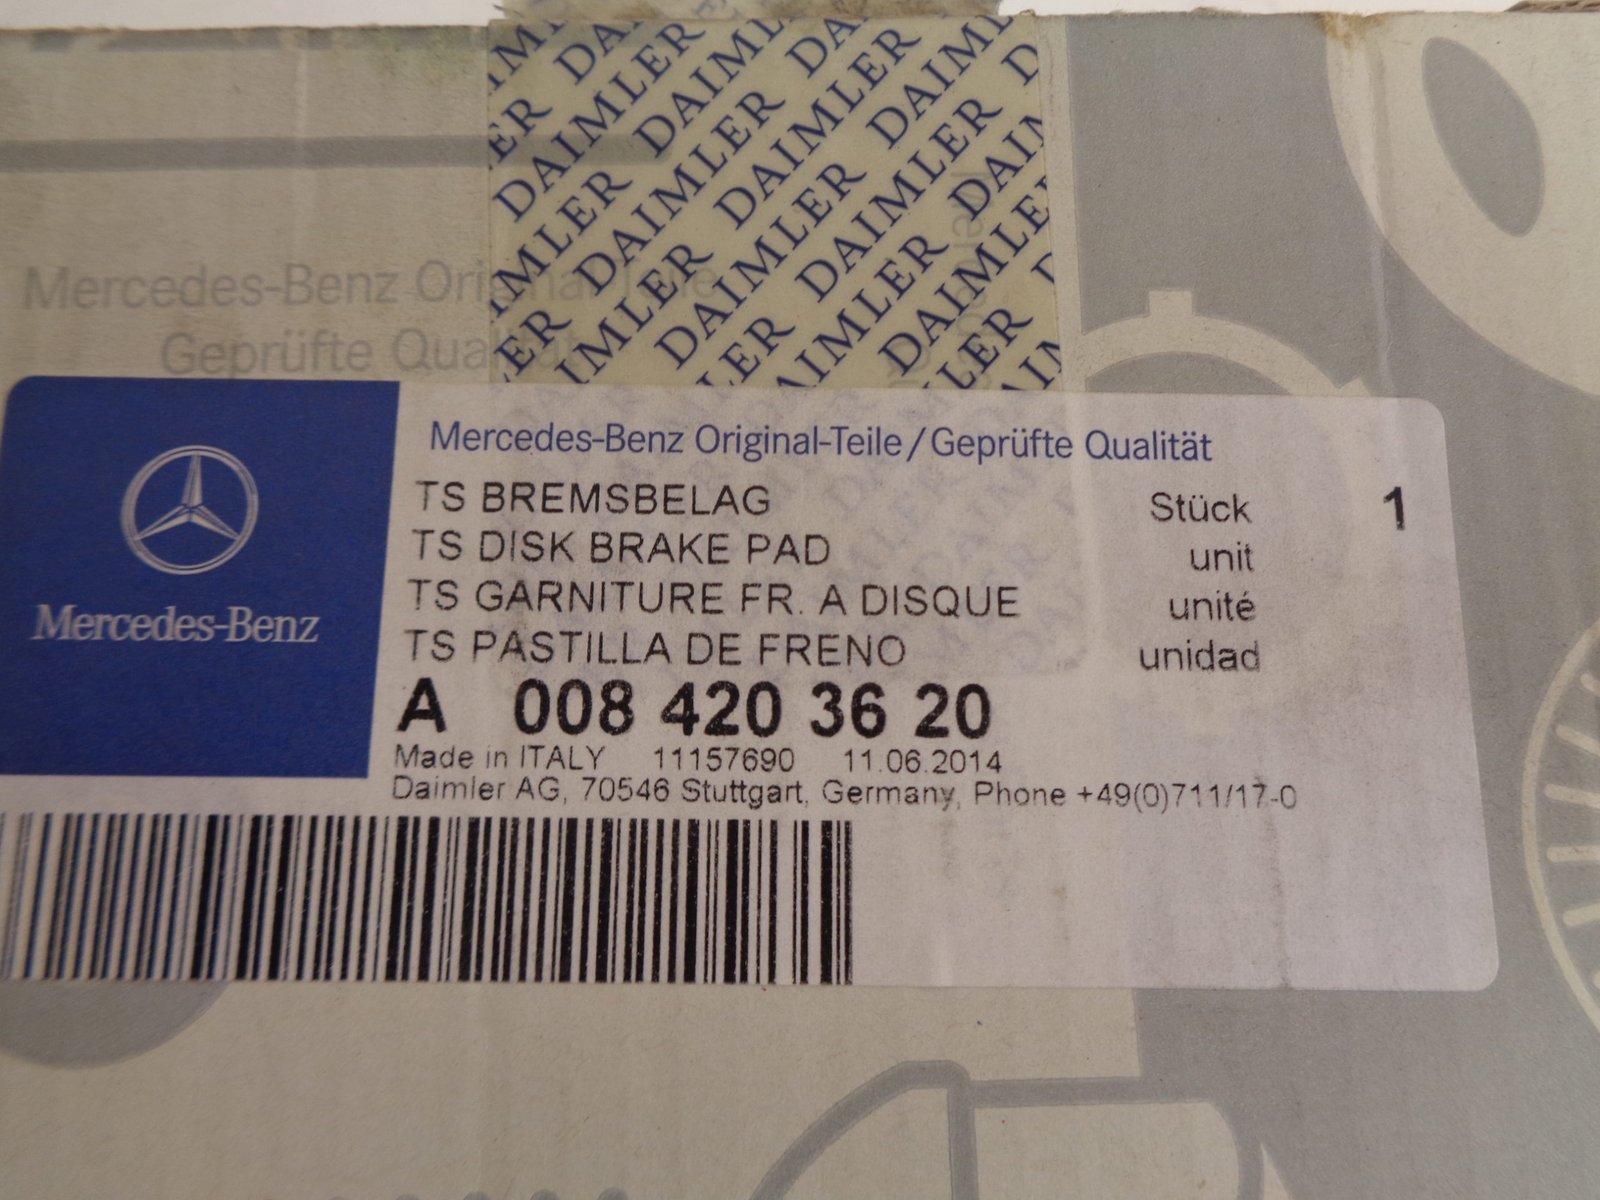 DAIMLER DAIMLER DAIMLER
Mercedes-Benz Original-Teile
Geprüfte Qualität
Mercedes-Benz
Mercedes-Benz Original-Teile/Geprüfte Qualität
TS BREMSBELAG Stück 1
TS DISK BRAKE PAD unit
TS GARNITURE FR. A DISQUE unité
TS PASTILLA DE FRENO unidad
A 008 420 36 20
Made in ITALY 11157690 11.06.2014
Daimler AG, 70546 Stuttgart, Germany, Phone +49(0)711/17-0